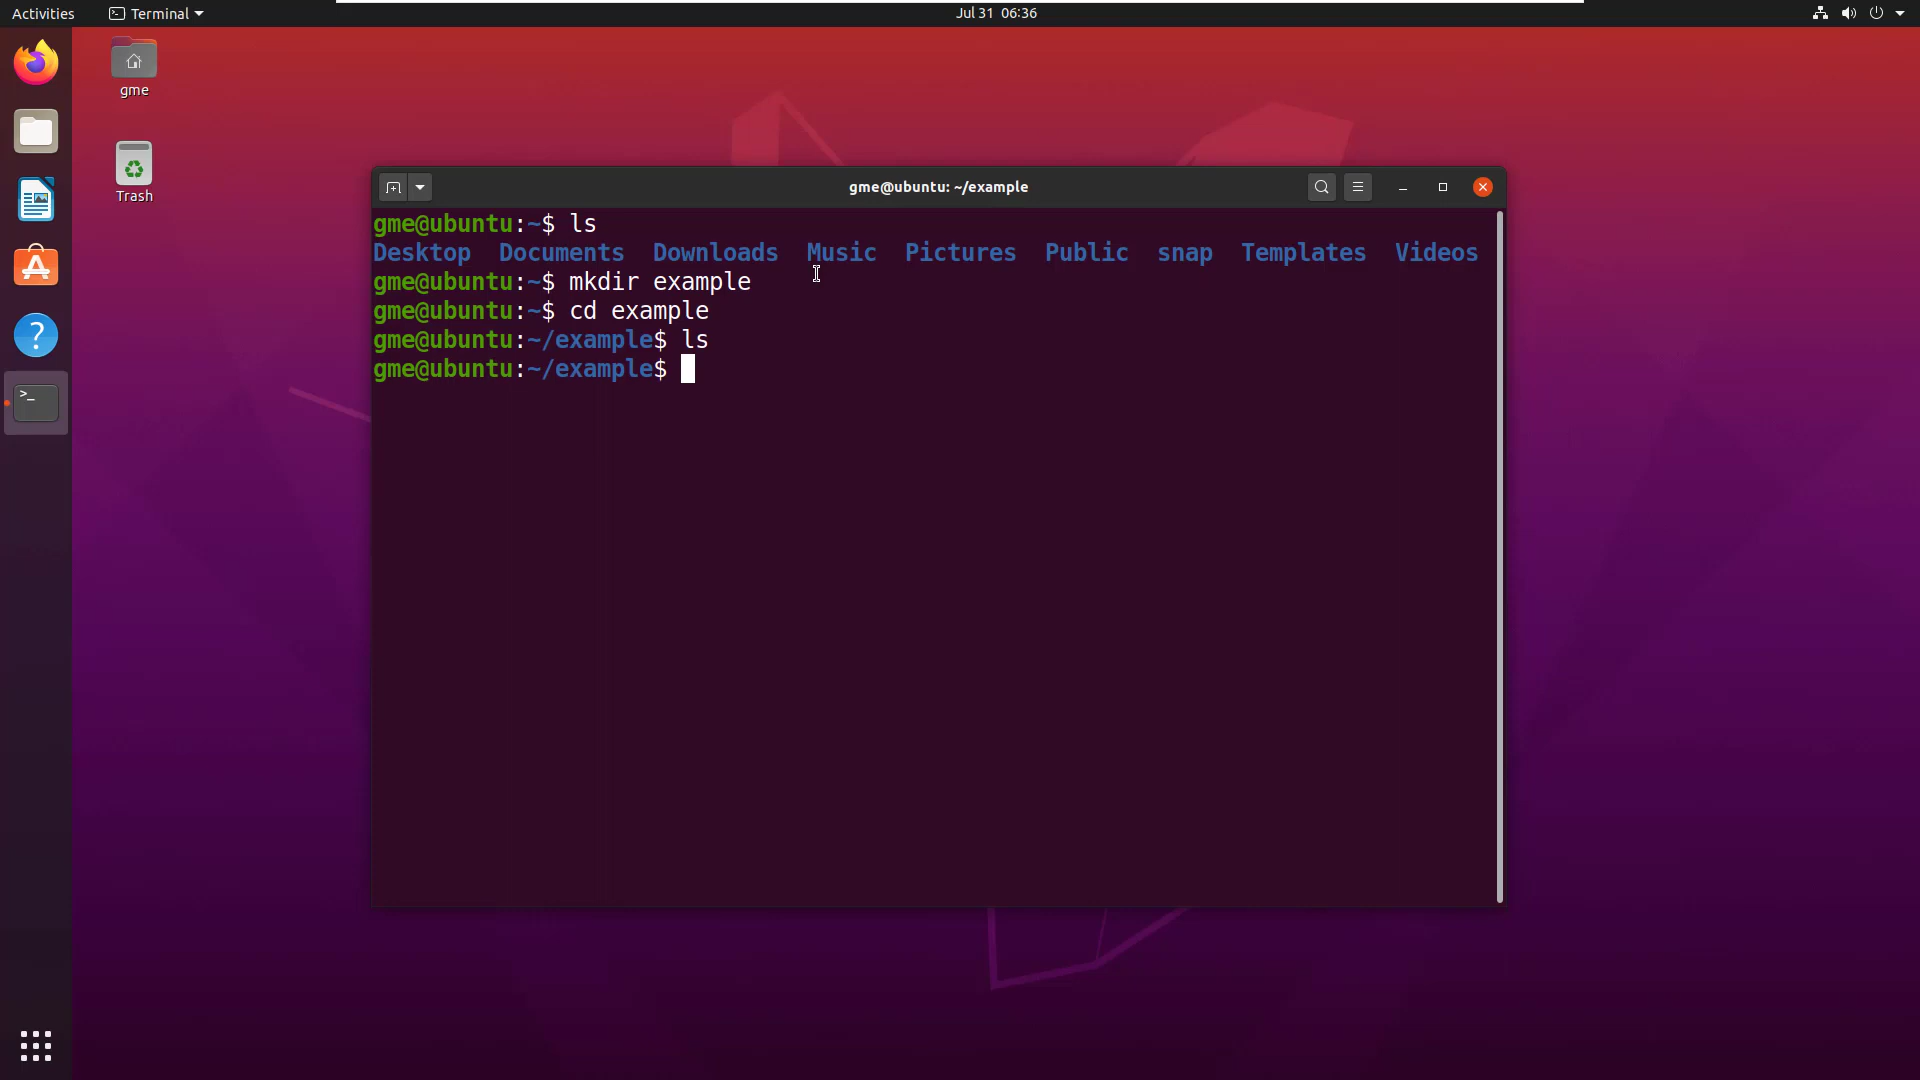 Activities Terminal Jul 31 06:36
gme
Trash
gme@ubuntu: ~/example
gme@ubuntu:~$ ls
Desktop Documents Downloads Music Pictures Public snap Templates Videos
gme@ubuntu:~$ mkdir example
gme@ubuntu:~$ cd example
gme@ubuntu:~/example$ ls
gme@ubuntu:~/example$